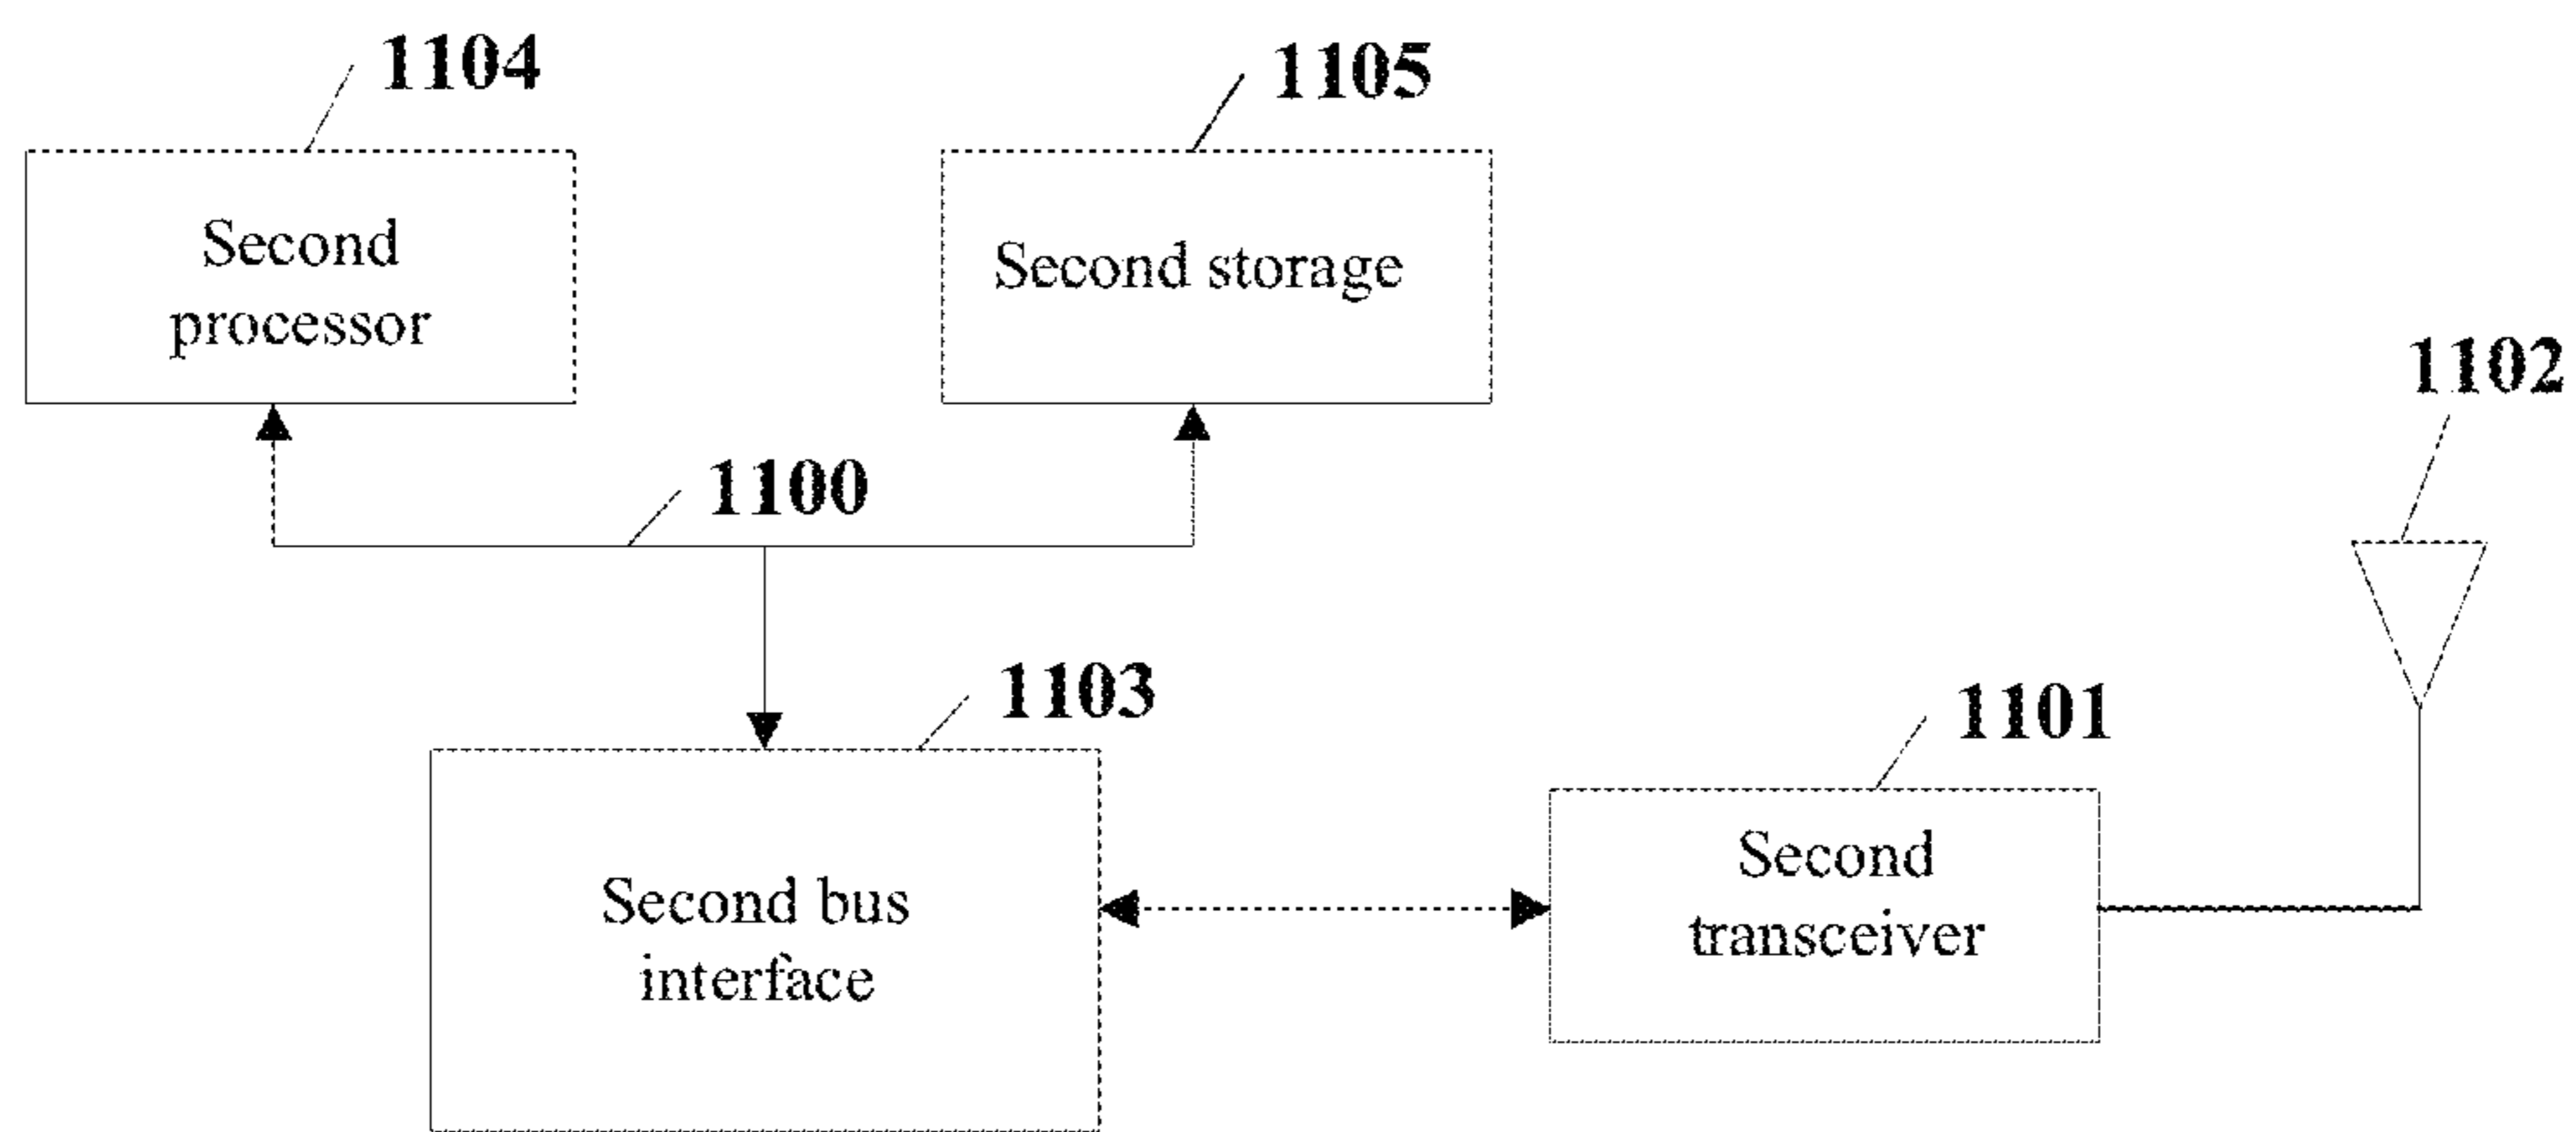 1104
1105
Second
processor
Second storage
1102
1100
1103
1101
Second bus
interface
Second
transceiver